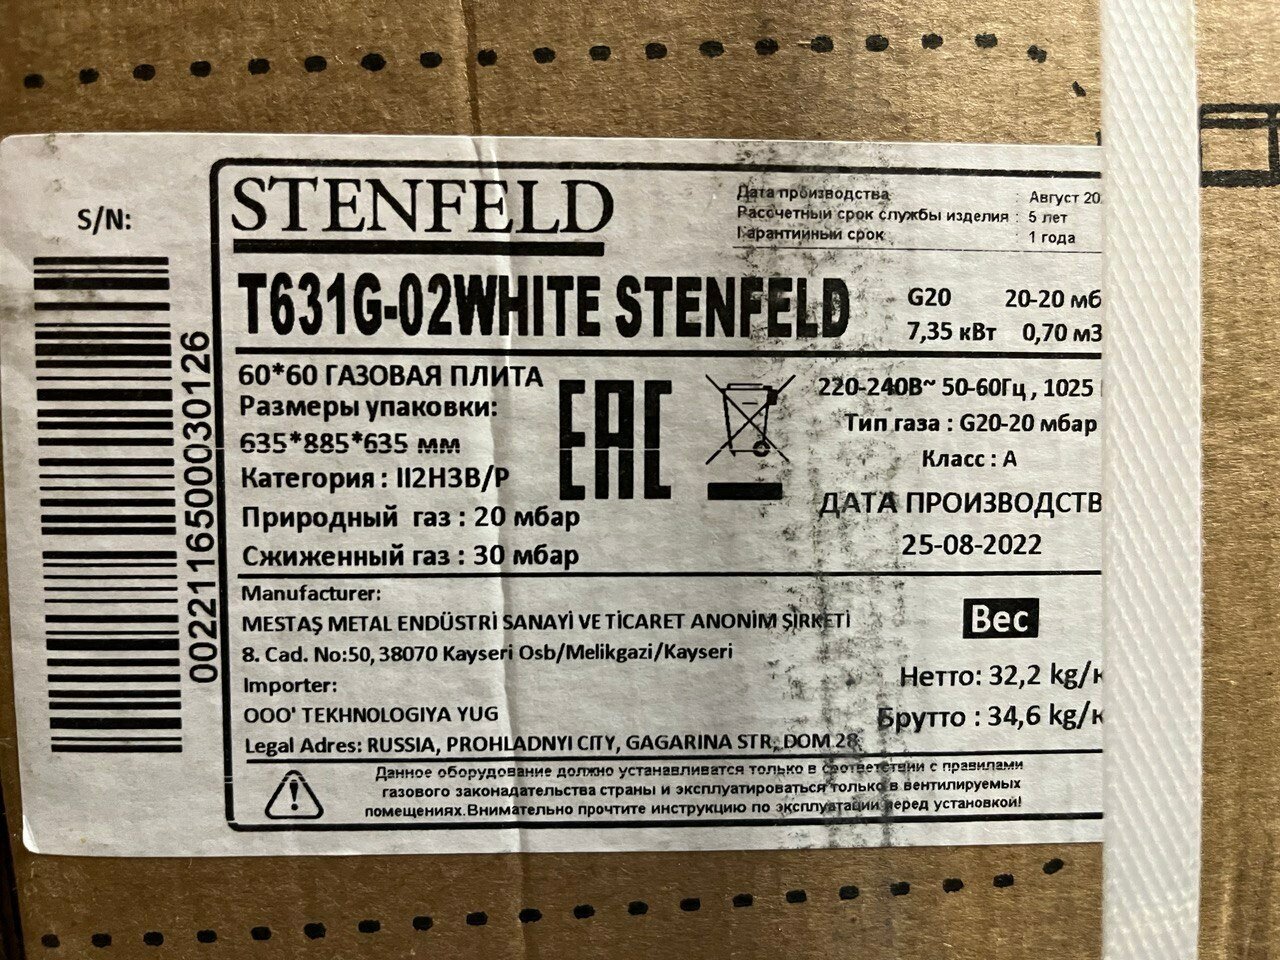 S/N:
0022116500030126
STENFELD
Дата производства : Август 20
Рассчетный срок службы изделия : 5 лет
Гарантийный срок : 1 года
T631G-02WHITE STENFELD
G20 20-20 мб
7,35 кВт 0,70 м3
60*60 ГАЗОВАЯ ПЛИТА
Размеры упаковки:
635*885*635 мм
Категория : II2H3B/P
Природный газ : 20 мбар
Сжиженный газ : 30 мбар
EAC
220-240В~ 50-60Гц , 1025
Тип газа : G20-20 мбар
Класс : А
ДАТА ПРОИЗВОДСТВ
25-08-2022
Manufacturer:
MESTAŞ METAL ENDÜSTRİ SANAYİ VE TİCARET ANONİM ŞİRKETİ
8. Cad. No:50, 38070 Kayseri Osb/Melikgazi/Kayseri
Importer:
OOO' TEKHNOLOGIYA YUG
Legal Adres: RUSSIA, PROHLADNYI CITY, GAGARINA STR, DOM 28
Вес
Нетто: 32,2 kg/к
Брутто : 34,6 kg/к
Данное оборудование должно устанавливатся только в соответствии с правилами
газового законадательства страны и эксплуатироваться только в вентилируемых
помещениях.Внимательно прочтите инструкцию по эксплуатации перед установкой!